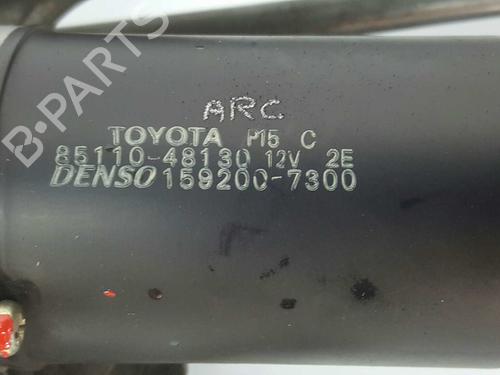 ARC
TOYOTA M5 C
85110-48130 12V 2E
DENSO 159200-7300
B-PARTS